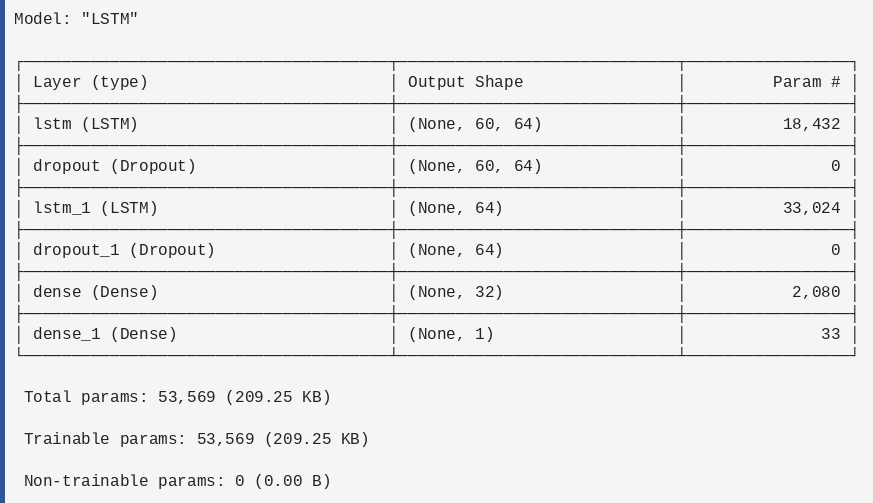 Model: "LSTM"
Layer (type) Output Shape Param #
lstm (LSTM) (None, 60, 64) 18,432
dropout (Dropout) (None, 60, 64) 0
lstm_1 (LSTM) (None, 64) 33,024
dropout_1 (Dropout) (None, 64) 0
dense (Dense) (None, 32) 2,080
dense_1 (Dense) (None, 1) 33
Total params: 53,569 (209.25 KB)
Trainable params: 53,569 (209.25 KB)
Non-trainable params: 0 (0.00 B)